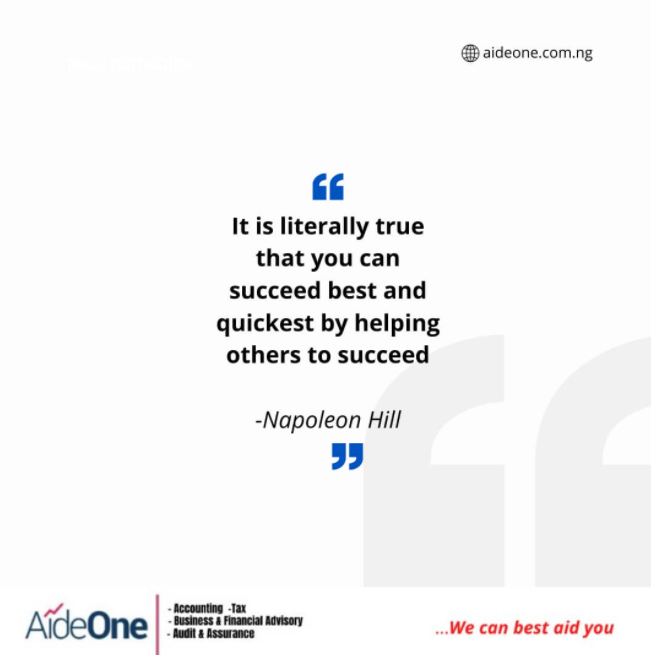 aideone.com.ng
It is literally true
that you can
succeed best and
quickest by helping
others to succeed
-Napoleon Hill
AideOne
- Accounting -Tax
- Business & Financial Advisory
- Audit & Assurance
...We can best aid you